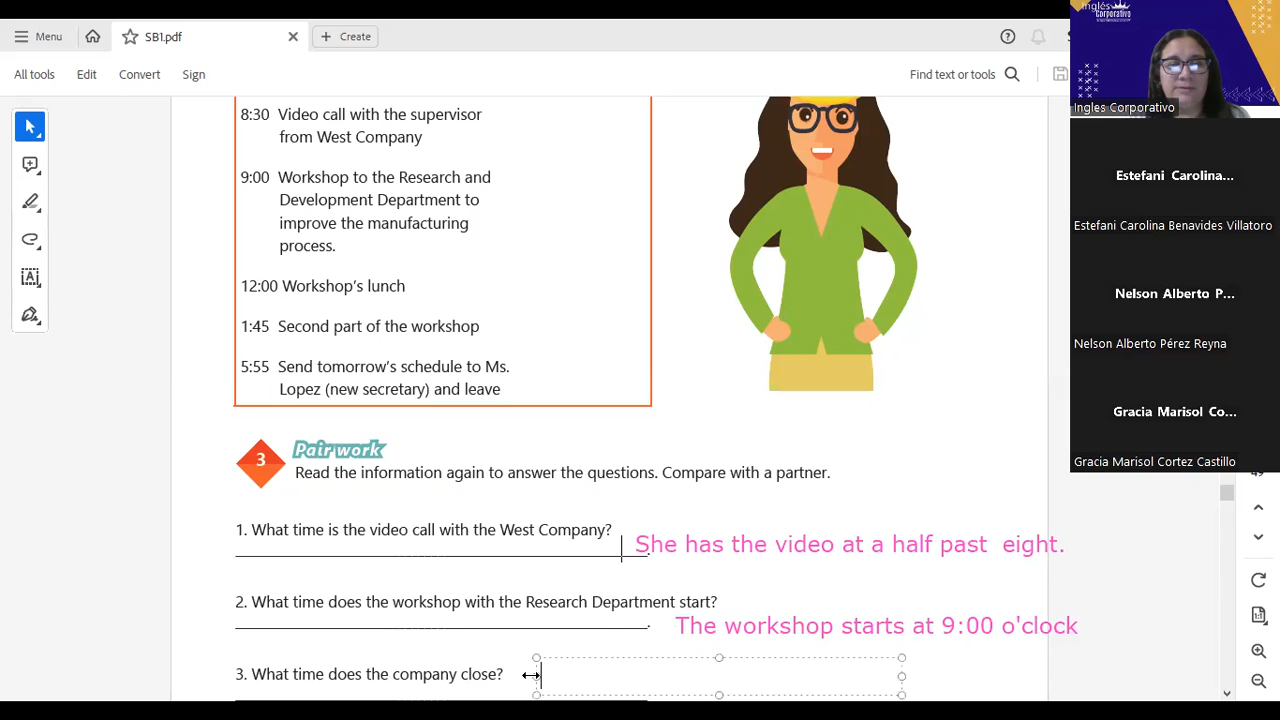 Menu
SB1.pdf
Create
All tools
Edit
Convert
Sign
Find text or tools
8:30 Video call with the supervisor
from West Company
9:00 Workshop to the Research and
Development Department to
improve the manufacturing
process.
12:00 Workshop's lunch
1:45 Second part of the workshop
5:55 Send tomorrow's schedule to Ms.
Lopez (new secretary) and leave
3
Pair work
Read the information again to answer the questions. Compare with a partner.
1. What time is the video call with the West Company?
She has the video at a half past eight.
2. What time does the workshop with the Research Department start?
The workshop starts at 9:00 o'clock
3. What time does the company close?
Inglés
corporativo
Ingles Corporativo
Estefani Carolina...
Estefani Carolina Benavides Villatoro
Nelson Alberto P...
Nelson Alberto Pérez Reyna
Gracia Marisol Co...
Gracia Marisol Cortez Castillo